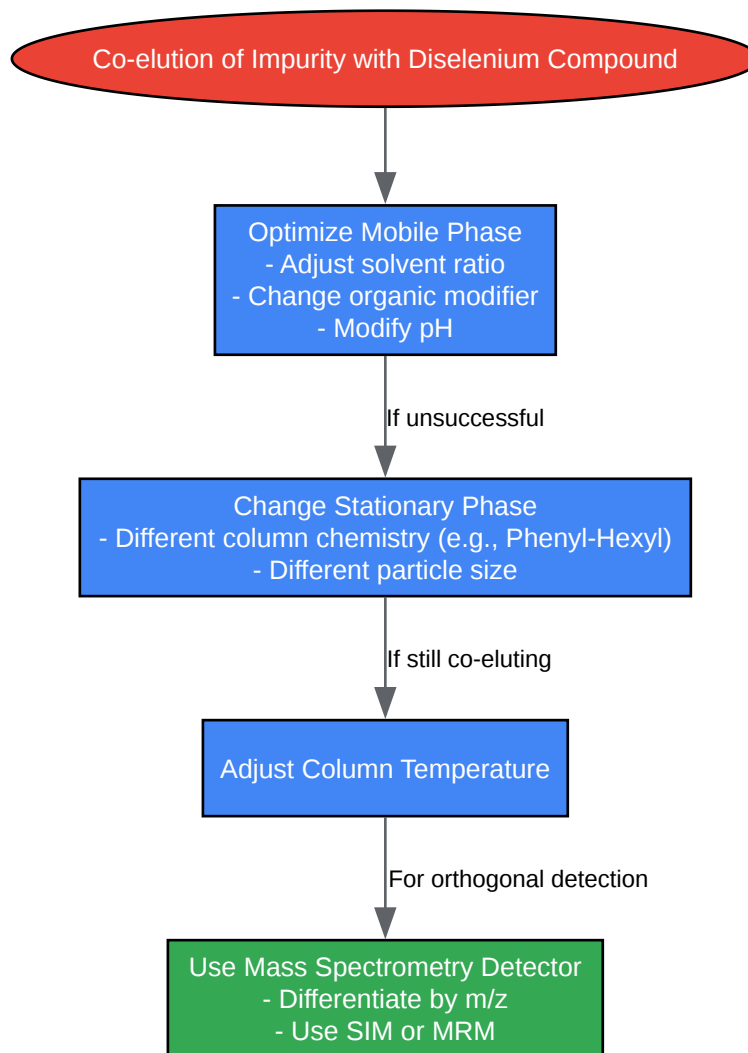 Co-elution of Impurity with Diselenium Compound
Optimize Mobile Phase
- Adjust solvent ratio
- Change organic modifier
- Modify pH
If unsuccessful
Change Stationary Phase
- Different column chemistry (e.g., Phenyl-Hexyl)
- Different particle size
If still co-eluting
Adjust Column Temperature
For orthogonal detection
Use Mass Spectrometry Detector
- Differentiate by m/z
- Use SIM or MRM